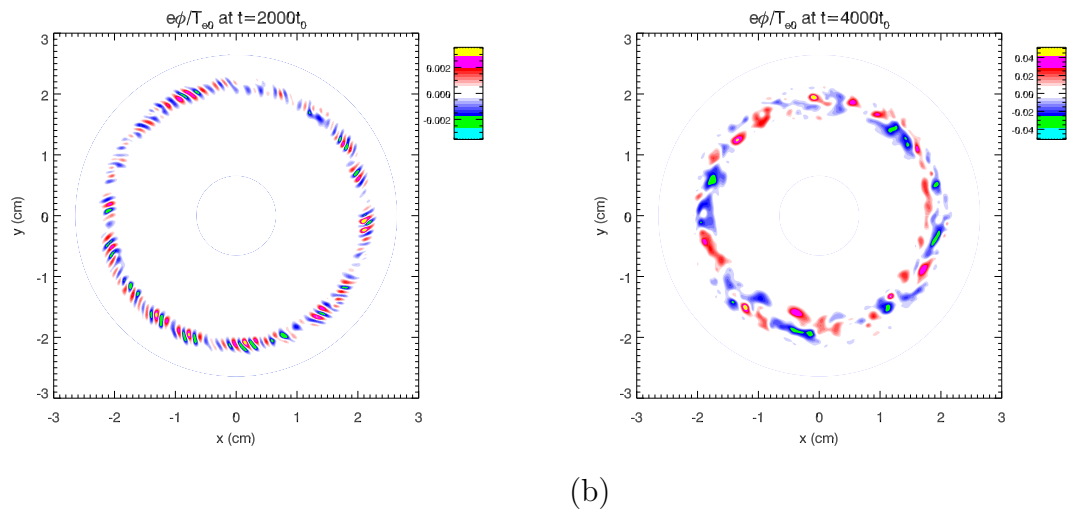 eϕ/Te0 at t=2000t0
eϕ/Te0 at t=4000t0
3
2
1
0
-1
-2
-3
y (cm)
-3 -2 -1 0 1 2 3
x (cm)
0.002
0.000
-0.002
3
2
1
0
-1
-2
-3
y (cm)
-3 -2 -1 0 1 2 3
x (cm)
0.04
0.02
0.00
-0.02
-0.04
(b)